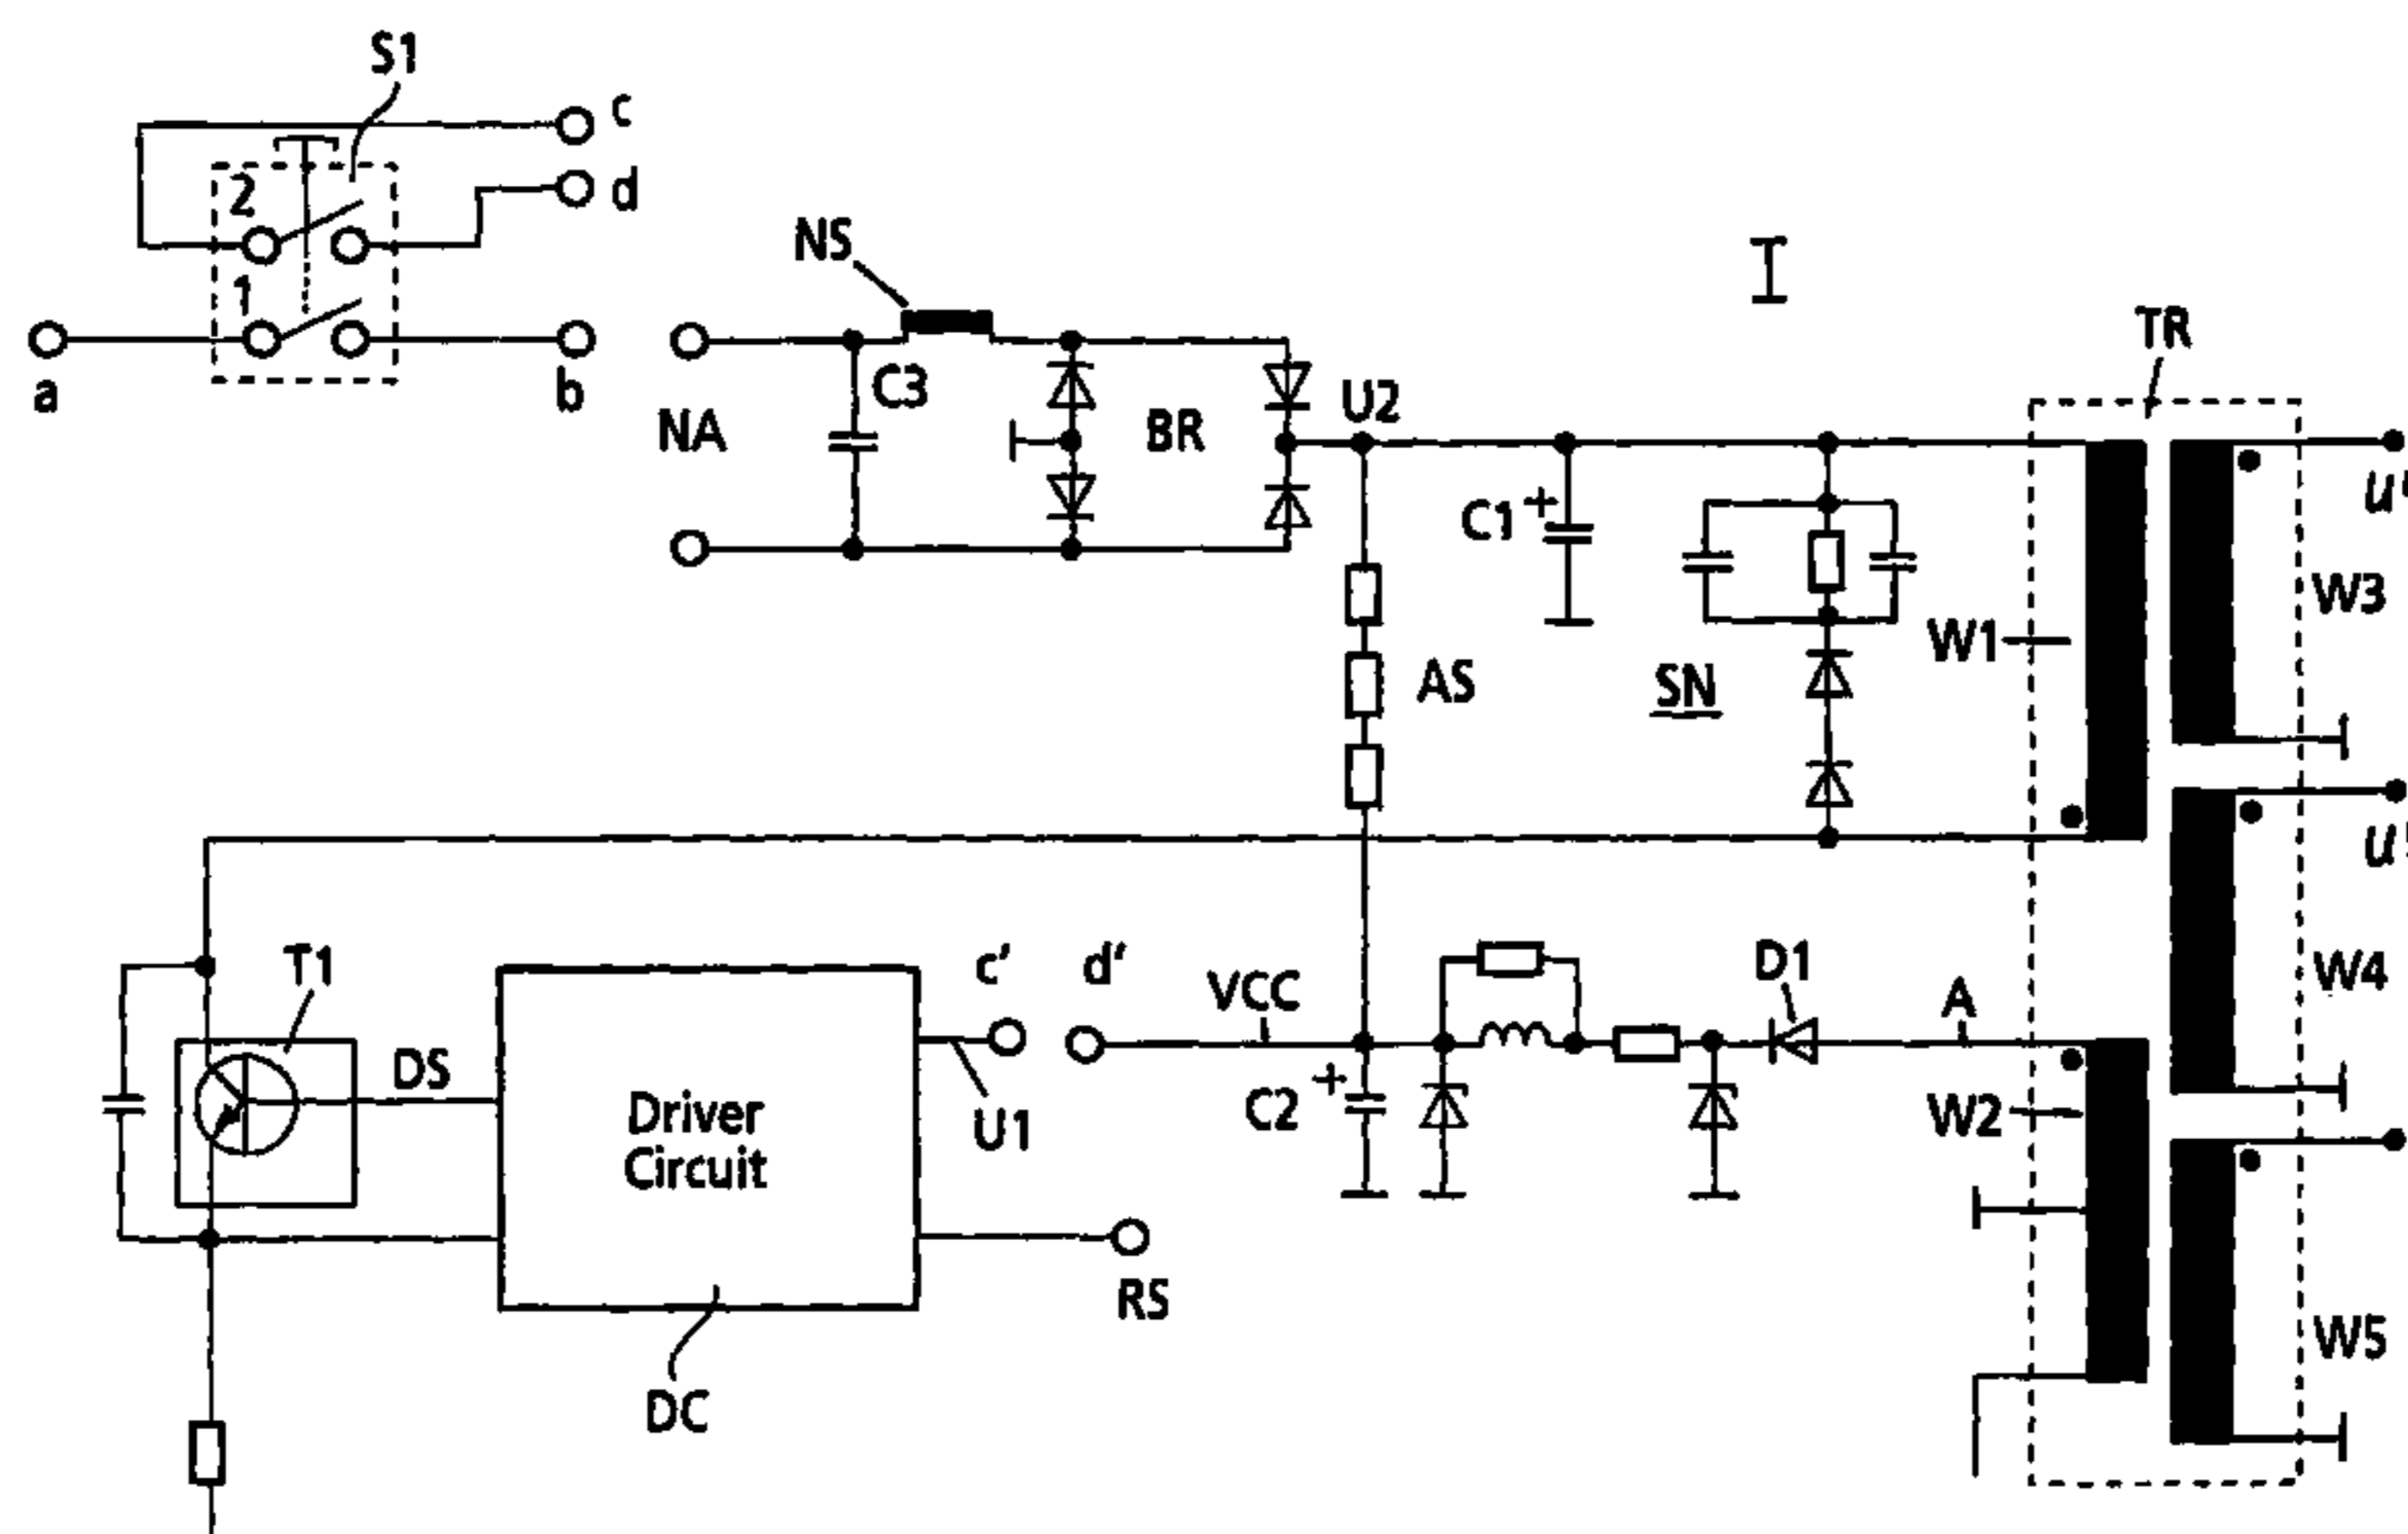 S1
c
d
2
1
a
b
NS
I
TR
C3
NA
BR
U2
C1
+
W1
W3
AS
SN
T1
DS
c'
d'
VCC
D1
A
W4
Driver
Circuit
U1
C2
+
W2
RS
DC
W5